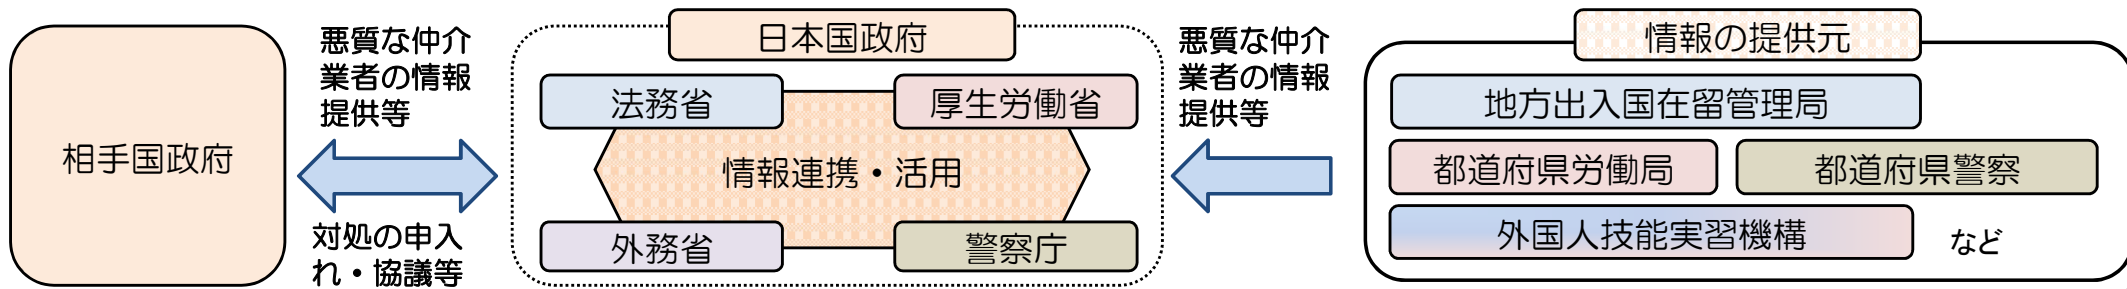 相手国政府
悪質な仲介
業者の情報
提供等
対処の申入
れ・協議等
日本国政府
法務省
厚生労働省
情報連携・活用
外務省
警察庁
悪質な仲介
業者の情報
提供等
情報の提供元
地方出入国在留管理局
都道府県労働局
都道府県警察
外国人技能実習機構
など